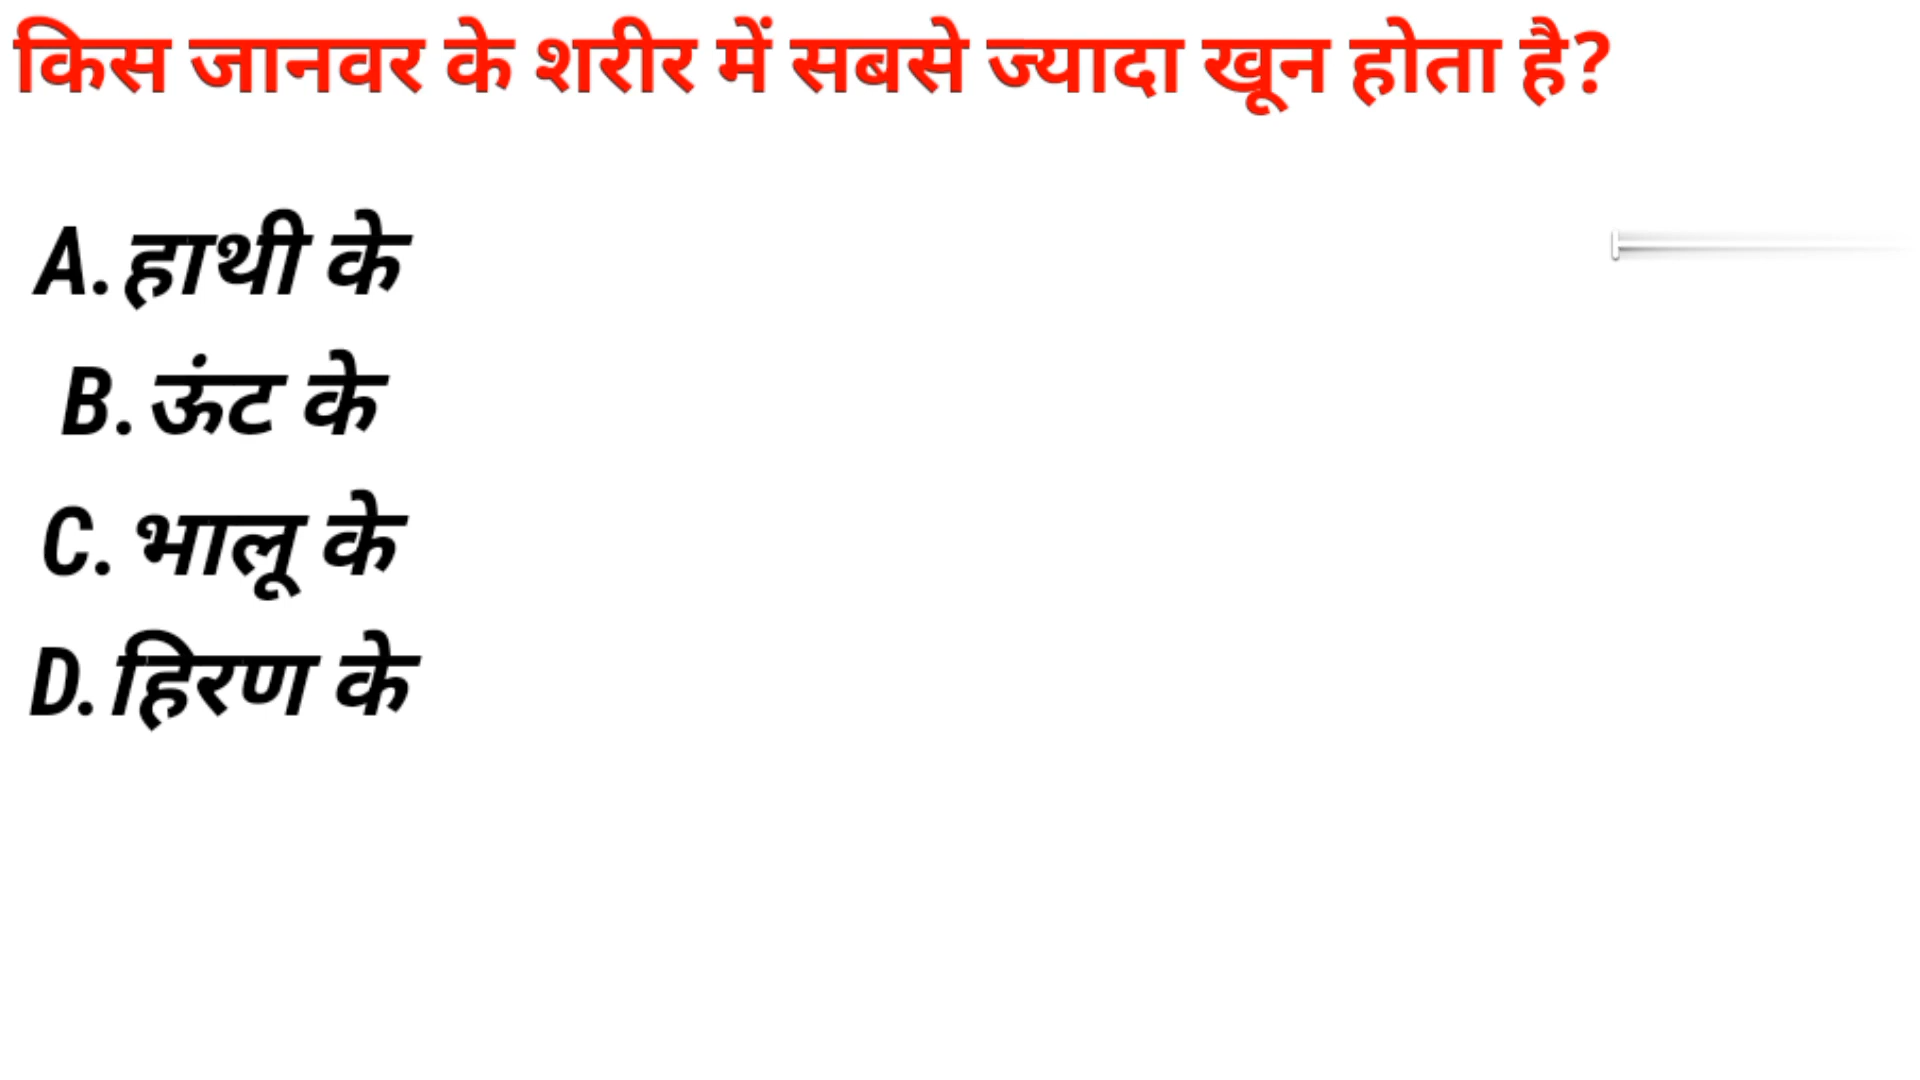 किस जानवर के शरीर में सबसे ज्यादा खून होता है?
A.हाथी के
B.ऊंट के
C. भालू के
D.हिरण के